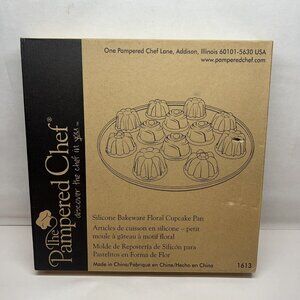 One Pampered Chef Lane, Addison, Illinois 60101-5630 USA
www.pamperedchef.com
The
Pampered Chef®
discover the chef in you™
Silicone Bakeware Floral Cupcake Pan
Articles de cuisson en silicone – petit
moule à gâteau à motif floral
Molde de Repostería de Silicón para
Pastelitos en Forma de Flor
Made in China/Fabriqué en Chine/Hecho en China
1613